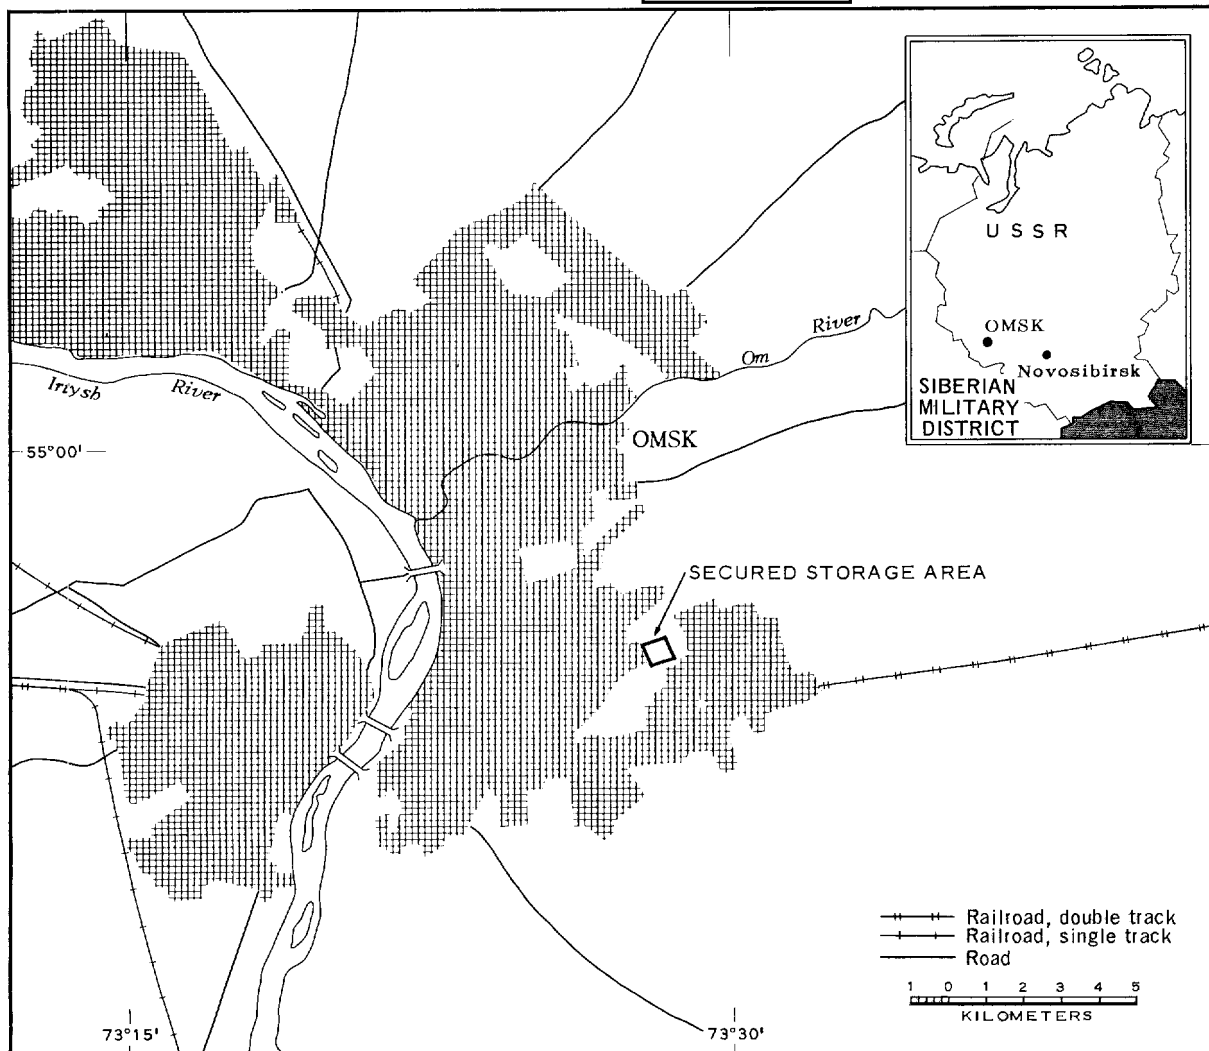 USSR
OMSK
Novosibirsk
SIBERIAN
MILITARY
DISTRICT
Om River
Irtysh River
OMSK
55°00'
SECURED STORAGE AREA
Railroad, double track
Railroad, single track
Road
1 0 1 2 3 4 5
KILOMETERS
73°15'
73°30'